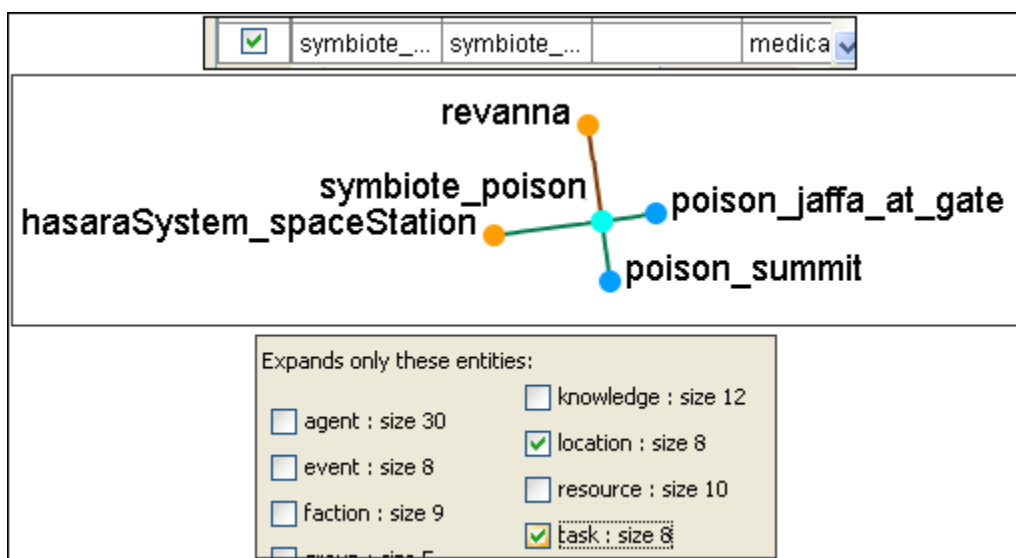 symbiote_... symbiote_... medica
revanna
symbiote_poison
poison_jaffa_at_gate
hasaraSystem_spaceStation
poison_summit
Expands only these entities:
knowledge : size 12
agent : size 30
location : size 8
event : size 8
resource : size 10
faction : size 9
task : size 8